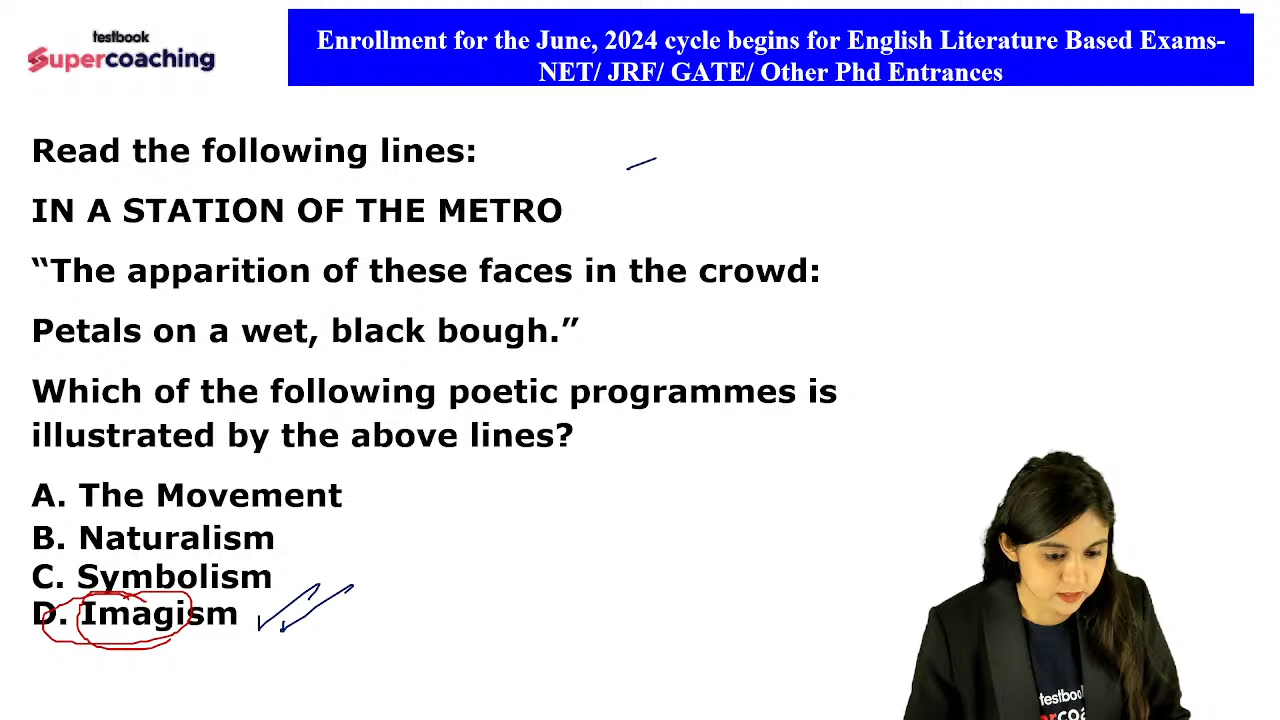 testbook
Supercoaching
Enrollment for the June, 2024 cycle begins for English Literature Based Exams-
NET/ JRF/ GATE/ Other Phd Entrances
Read the following lines:
IN A STATION OF THE METRO
“The apparition of these faces in the crowd:
Petals on a wet, black bough.”
Which of the following poetic programmes is
illustrated by the above lines?
A. The Movement
B. Naturalism
C. Symbolism
D. Imagism
testbook